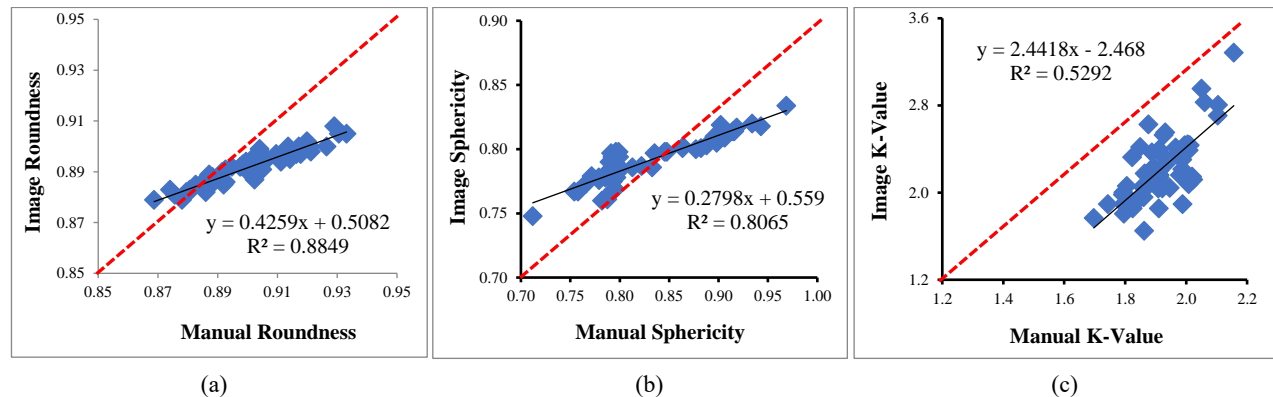 0.95
0.93
0.91
0.89
0.87
0.85
Image Roundness
y = 0.4259x + 0.5082
R² = 0.8849
0.85 0.87 0.89 0.91 0.93 0.95
Manual Roundness
(a)
0.90
0.85
0.80
0.75
0.70
Image Sphericity
y = 0.2798x + 0.559
R² = 0.8065
0.70 0.75 0.80 0.85 0.90 0.95 1.00
Manual Sphericity
(b)
3.6
2.8
2.0
1.2
Image K-Value
y = 2.4418x - 2.468
R² = 0.5292
1.2 1.4 1.6 1.8 2.0 2.2
Manual K-Value
(c)